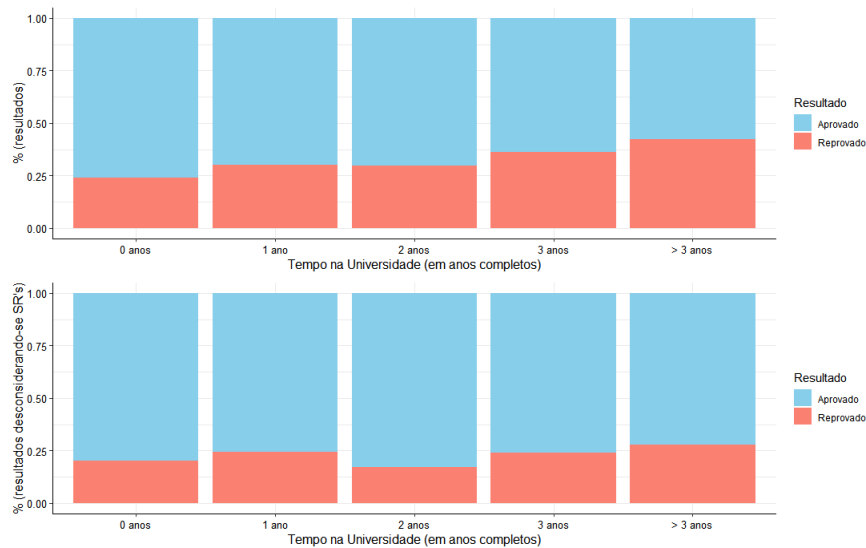 % (resultados)
1.00
0.75
0.50
0.25
0.00
0 anos
1 ano
2 anos
3 anos
> 3 anos
Tempo na Universidade (em anos completos)
Resultado
Aprovado
Reprovado
% (resultados desconsiderando-se SR's)
1.00
0.75
0.50
0.25
0.00
0 anos
1 ano
2 anos
3 anos
> 3 anos
Tempo na Universidade (em anos completos)
Resultado
Aprovado
Reprovado